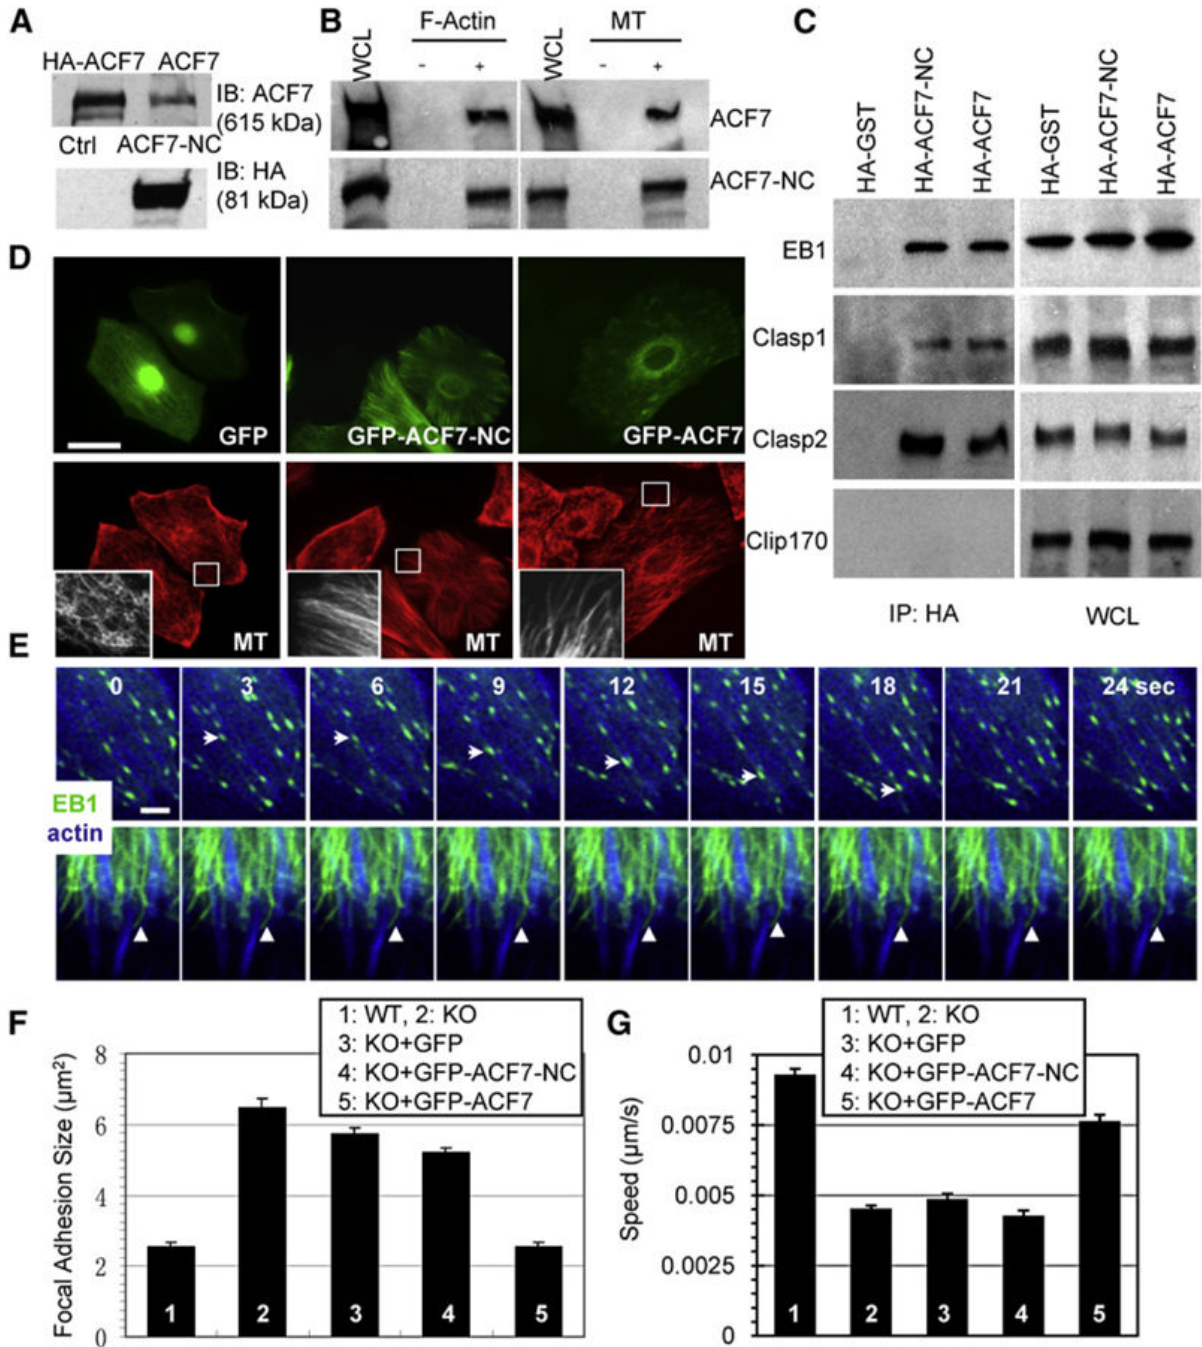 A
HA-ACF7 ACF7
IB: ACF7
(615 kDa)
Ctrl ACF7-NC
IB: HA
(81 kDa)
B
F-Actin MT
WCL - + WCL - +
ACF7
ACF7-NC
C
HA-GST HA-ACF7-NC HA-ACF7 HA-GST HA-ACF7-NC HA-ACF7
EB1
Clasp1
Clasp2
Clip170
IP: HA WCL
D
GFP GFP-ACF7-NC GFP-ACF7
MT MT MT
E
0 3 6 9 12 15 18 21 24 sec
EB1
actin
F
1: WT, 2: KO
3: KO+GFP
4: KO+GFP-ACF7-NC
5: KO+GFP-ACF7
Focal Adhesion Size (μm²)
8
6
4
2
0
1 2 3 4 5
G
1: WT, 2: KO
3: KO+GFP
4: KO+GFP-ACF7-NC
5: KO+GFP-ACF7
Speed (μm/s)
0.01
0.0075
0.005
0.0025
0
1 2 3 4 5